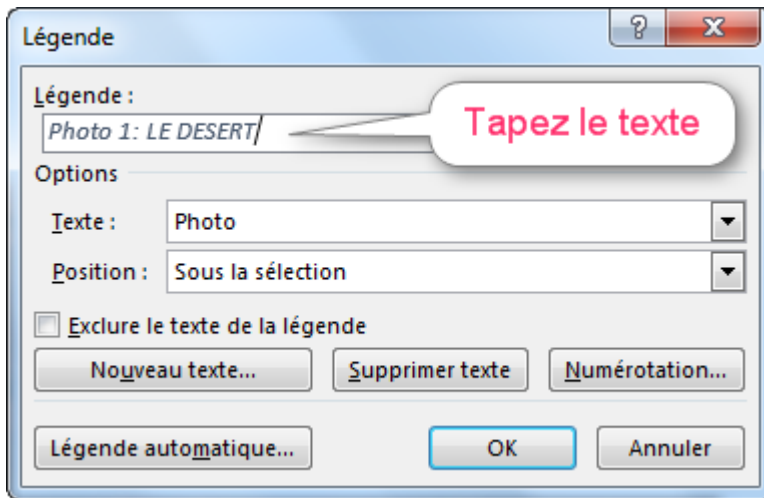 Légende
Légende :
Photo 1: LE DESERT
Tapez le texte
Options
Texte : Photo
Position : Sous la sélection
Exclure le texte de la légende
Nouveau texte... Supprimer texte Numérotation...
Légende automatique... OK Annuler